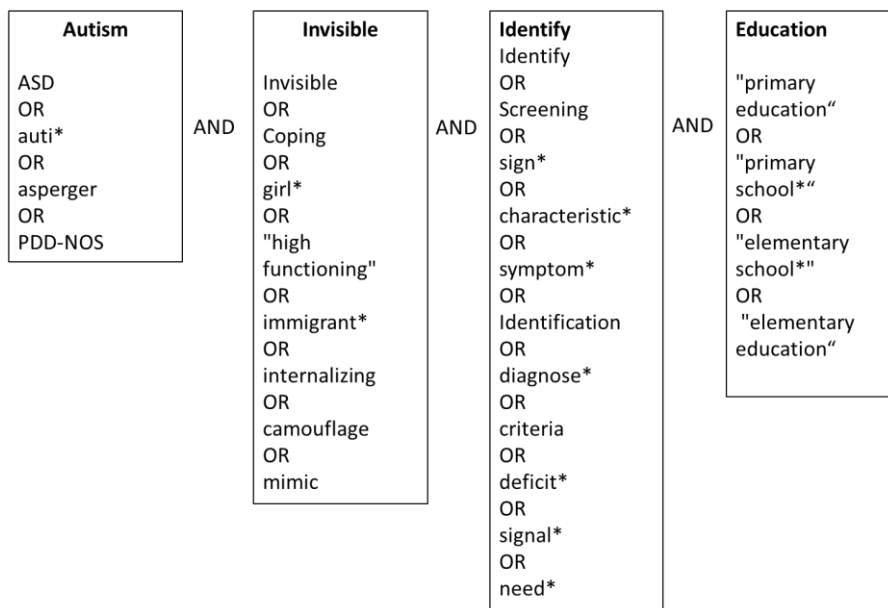 Autism
ASD
OR
auti*
OR
asperger
OR
PDD-NOS
AND
Invisible
Invisible
OR
Coping
OR
girl*
OR
"high
functioning"
OR
immigrant*
OR
internalizing
OR
camouflage
OR
mimic
AND
Identify
Identify
OR
Screening
OR
sign*
OR
characteristic*
OR
symptom*
OR
Identification
OR
diagnose*
OR
criteria
OR
deficit*
OR
signal*
OR
need*
AND
Education
"primary
education“
OR
"primary
school*“
OR
"elementary
school*"
OR
"elementary
education“